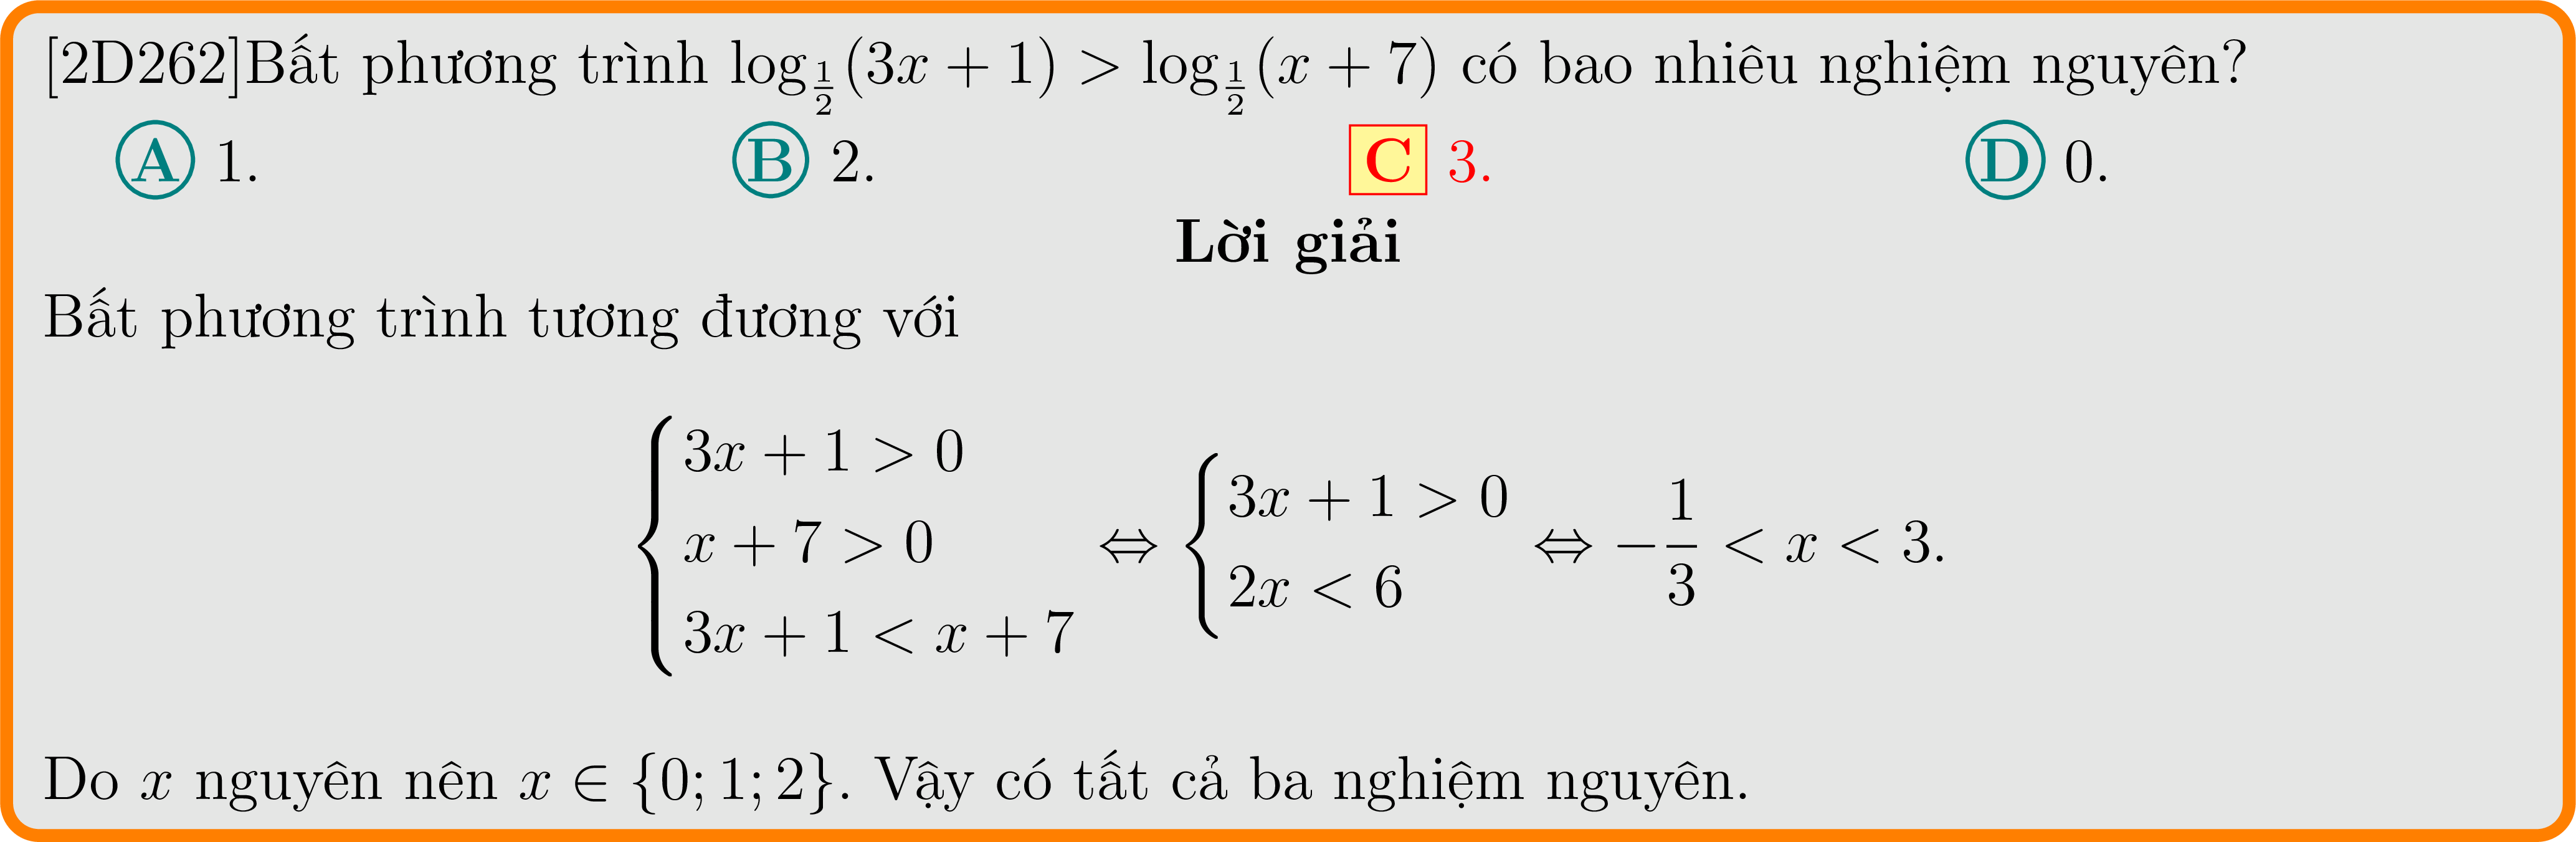 [2D262]Bất phương trình $\log_{\frac{1}{2}}(3x + 1) > \log_{\frac{1}{2}}(x + 7)$ có bao nhiêu nghiệm nguyên?
A 1. B 2. C 3. D 0.
Lời giải
Bất phương trình tương đương với
$\begin{cases} 3x + 1 > 0 \\ x + 7 > 0 \\ 3x + 1 < x + 7 \end{cases} \Leftrightarrow \begin{cases} 3x + 1 > 0 \\ 2x < 6 \end{cases} \Leftrightarrow -\frac{1}{3} < x < 3.$
Do $x$ nguyên nên $x \in \{0; 1; 2\}$. Vậy có tất cả ba nghiệm nguyên.